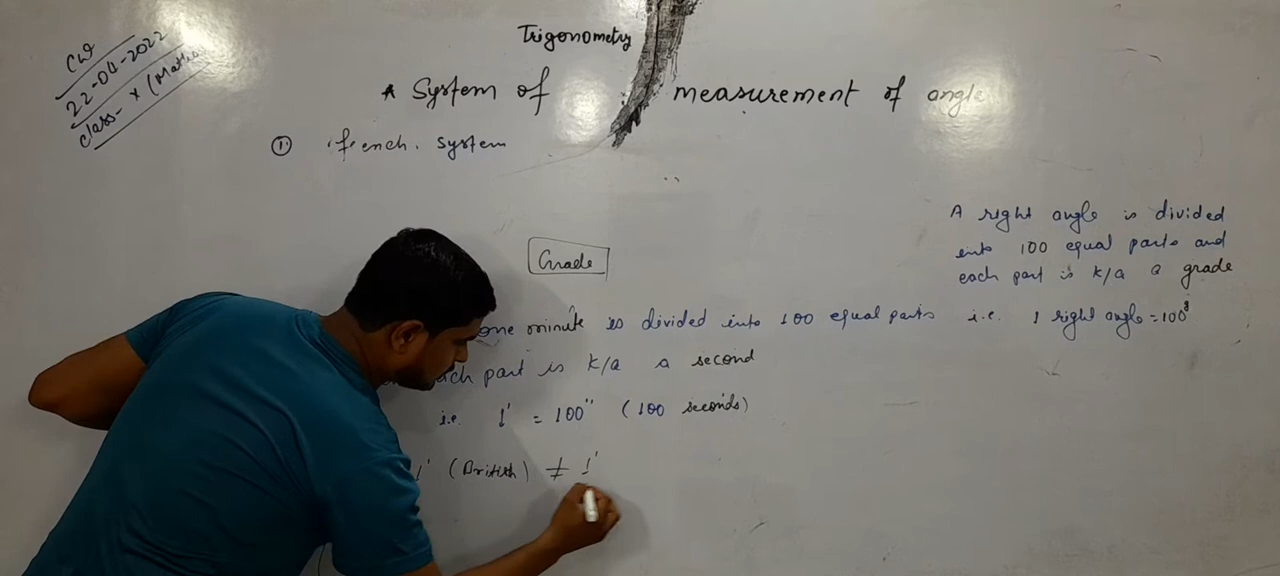 CW
22-04-2022
Class- X (Maths
Trigonometry
* System of measurement of angle
① french. system
A right angle is divided
into 100 equal parts and
each part is k/a a grade
i.e. 1 right angle = 100ᵍ
Grade
one minute is divided into 100 equal parts
each part is k/a a second
i.e. 1' = 100'' (100 seconds)
1' (British) ≠ 1'